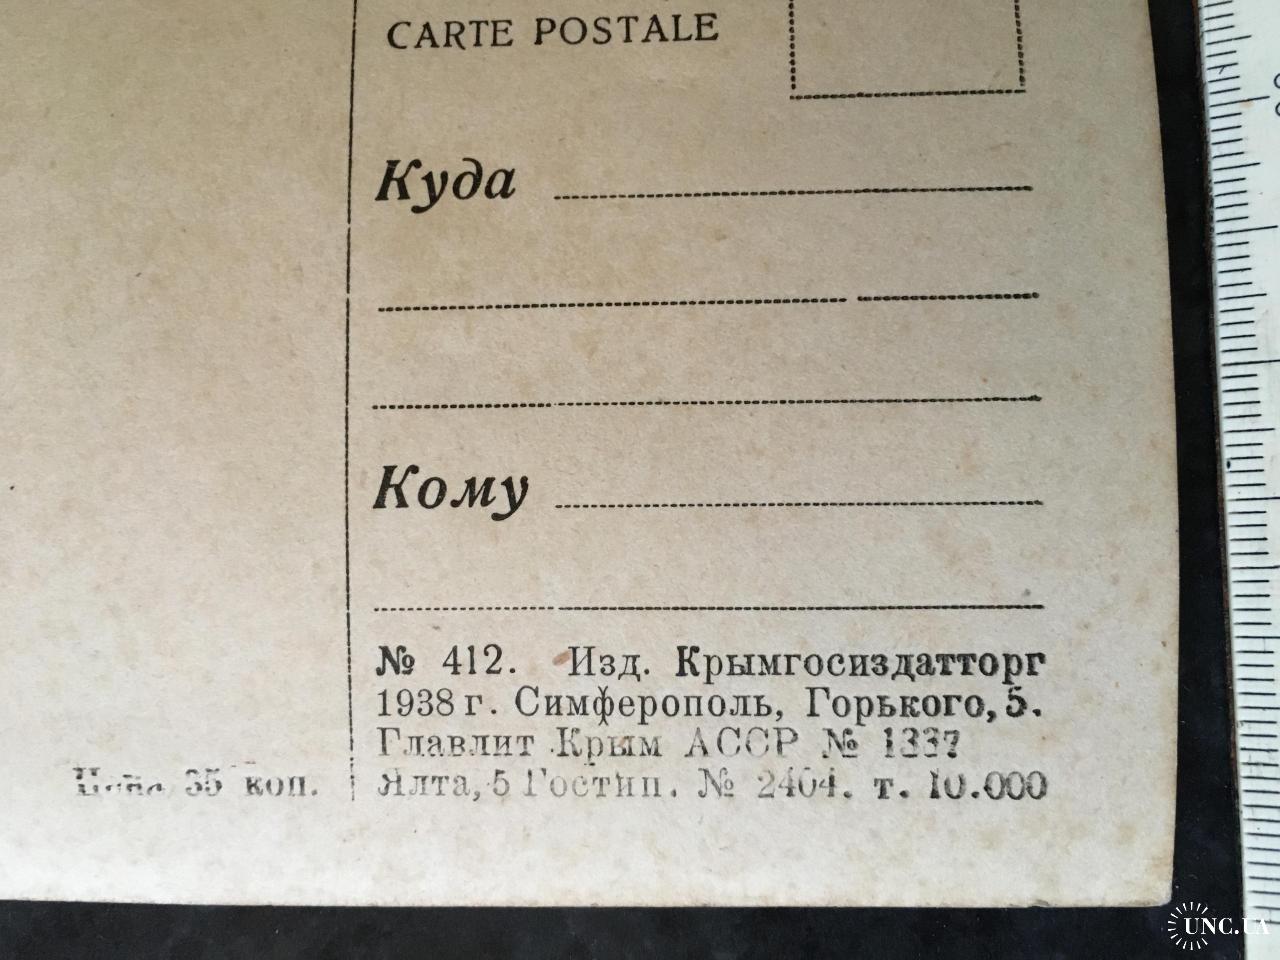 CARTE POSTALE
Куда
Кому
№ 412. Изд. Крымгосиздатторг
1938 г. Симферополь, Горького, 5.
Главлит Крым АССР № 1337
Цена 35 коп.
Ялта, 5 Гостип. № 2404. т. 10.000
UNC.UA